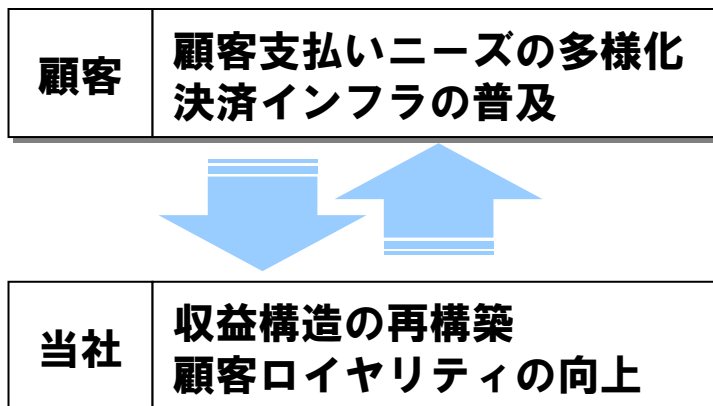 顧客
顧客支払いニーズの多様化
決済インフラの普及
当社
収益構造の再構築
顧客ロイヤリティの向上